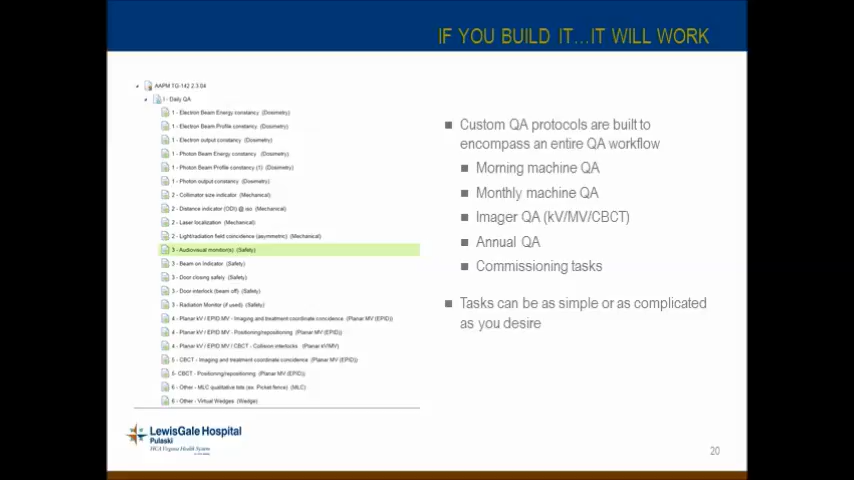 IF YOU BUILD IT…IT WILL WORK
AAPM TG-142 2.3.04
I - Daily QA
1 - Electron Beam Energy constancy (Dosimetry)
1 - Electron Beam Profile constancy (Dosimetry)
1 - Electron output constancy (Dosimetry)
1 - Photon Beam Energy constancy (Dosimetry)
1 - Photon Beam Profile constancy (1) (Dosimetry)
1 - Photon output constancy (Dosimetry)
2 - Collimator size indicator (Mechanical)
2 - Distance indicator (ODI) @ iso (Mechanical)
2 - Laser localization (Mechanical)
2 - Light/radiation field coincidence (asymmetric) (Mechanical)
3 - Audiovisual monitor(s) (Safety)
3 - Beam on Indicator (Safety)
3 - Door closing safety (Safety)
3 - Door interlock (beam off) (Safety)
3 - Radiation Monitor (if used) (Safety)
4 - Planar kV / EPID MV - Imaging and treatment coordinate coincidence (Planar MV (EPID))
4 - Planar kV / EPID MV - Positioning/repositioning (Planar MV (EPID))
4 - Planar kV / EPID MV / CBCT - Collision interlocks (Planar kV/MV)
5 - CBCT - Imaging and treatment coordinate coincidence (Planar MV (EPID))
5- CBCT - Positioning/repositioning (Planar MV (EPID))
6 - Other - MLC qualitative tets (ex. Picket fence) (MLC)
6 - Other - Virtual Wedges (Wedge)
Custom QA protocols are built to
encompass an entire QA workflow
Morning machine QA
Monthly machine QA
Imager QA (kV/MV/CBCT)
Annual QA
Commissioning tasks
Tasks can be as simple or as complicated
as you desire
LewisGale Hospital
Pulaski
HCA Virginia Health System
20